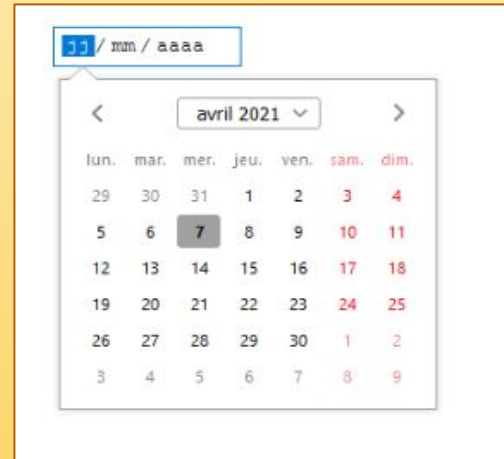 jj / mm / aaaa
avril 2021
lun. mar. mer. jeu. ven. sam. dim.
29 30 31 1 2 3 4
5 6 7 8 9 10 11
12 13 14 15 16 17 18
19 20 21 22 23 24 25
26 27 28 29 30 1 2
3 4 5 6 7 8 9